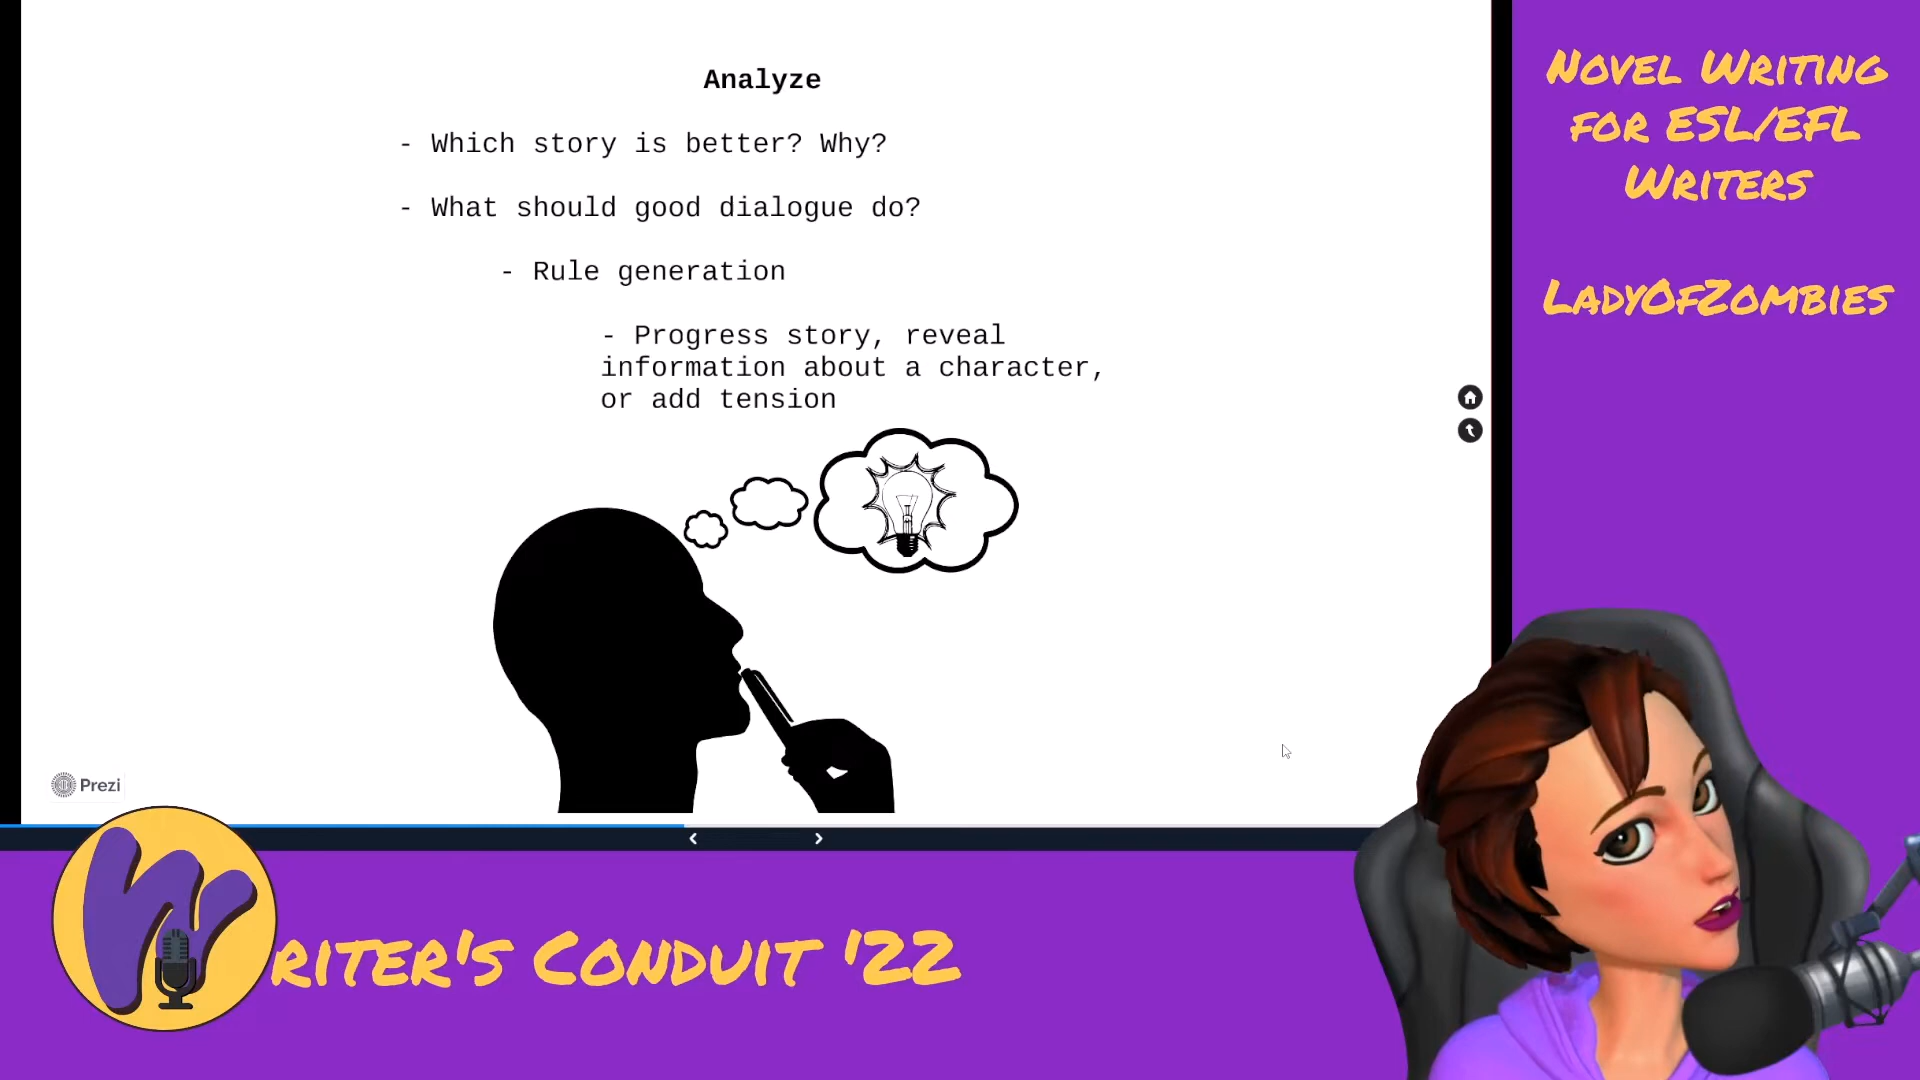 Analyze
- Which story is better? Why?
- What should good dialogue do?
- Rule generation
- Progress story, reveal
information about a character,
or add tension
Prezi
Novel Writing
for ESL/EFL
Writers
LadyOfZombies
Writer's Conduit '22